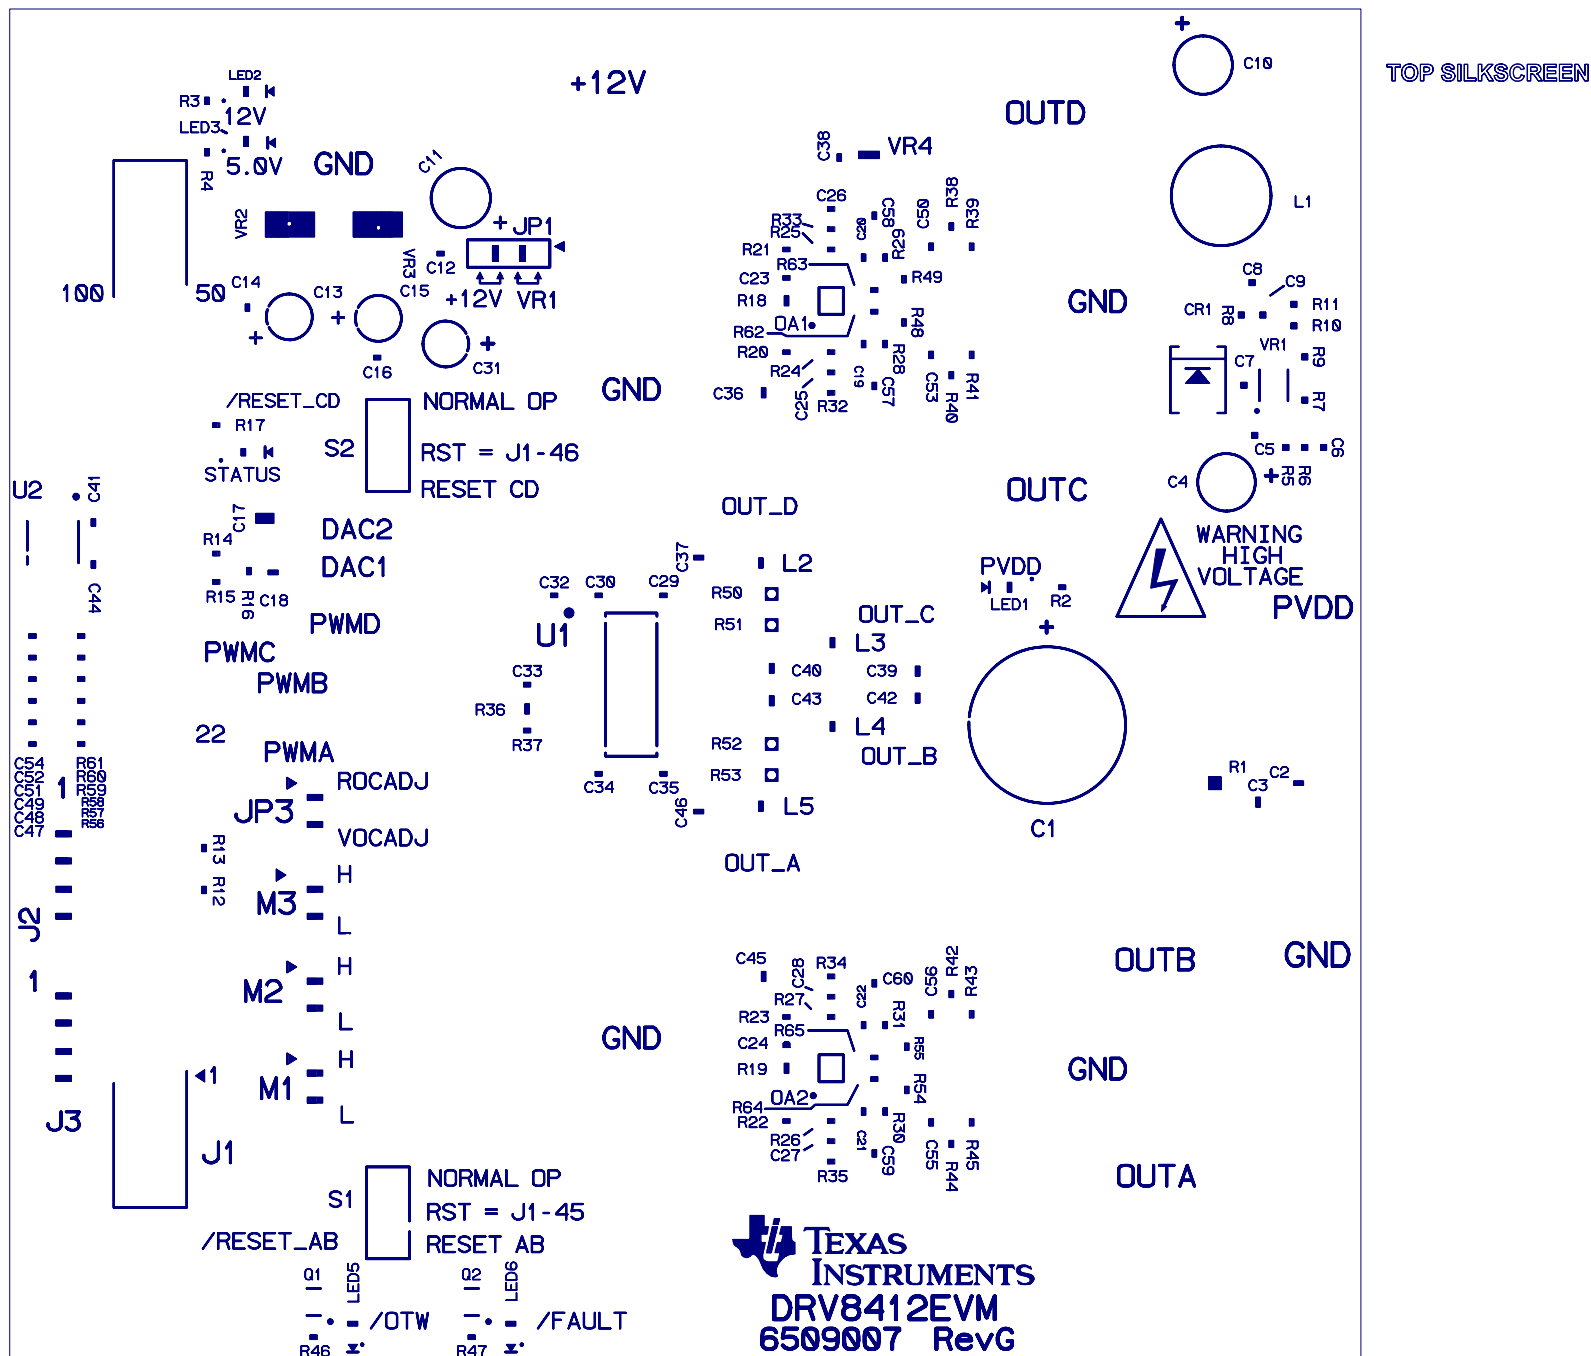 TOP SILKSCREEN
+
C10
LED2
R3
12V
LED3
5.0V
R4
GND
+12V
OUTD
C38
VR4
L1
C11
+
JP1
VR2
VR3
C12
+12V VR1
100
50
C14
C13
+
+
C15
C16
+
C31
C26
R33
R25
R21
R63
C23
R18
OA1
R62
R20
R24
C36
C25
R32
C58
C20
R29
C50
R38
R39
R49
R48
C19
R28
C57
C53
R40
R41
GND
C8
C9
CR1
R8
R11
R10
VR1
R9
C7
R7
C5
R5
R6
C6
C4
+
GND
/RESET_CD
R17
STATUS
S2
NORMAL OP
RST = J1-46
RESET CD
U2
C41
C17
DAC2
R14
DAC1
R15
R16
C18
C44
PWMD
PWMC
PWMB
22
PWMA
OUT_D
OUTC
C37
L2
C32
C30
C29
R50
R51
U1
OUT_C
L3
C33
R36
R37
C40
C39
C43
C42
L4
R52
OUT_B
R53
C34
C35
C46
L5
OUT_A
WARNING
HIGH
VOLTAGE
PVDD
PVDD
LED1
R2
+
C1
R1
C2
C3
C54
R61
C52
R60
C51
R59
C49
R58
C48
R57
C47
R56
1
JP3
ROCADJ
VOCADJ
R13
R12
J2
M3
H
L
1
M2
H
L
M1
H
L
J3
1
J1
GND
OUTB
GND
GND
OUTA
C45
C28
R34
R27
R23
R65
C24
R19
OA2
R64
R22
R26
C27
R35
C60
C22
R31
C56
R42
R43
R55
R54
C21
R30
C59
C55
R44
R45
S1
NORMAL OP
RST = J1-45
RESET AB
/RESET_AB
Q1
LED5
/OTW
R46
Q2
LED6
/FAULT
R47
TEXAS
INSTRUMENTS
DRV8412EVM
6509007 RevG